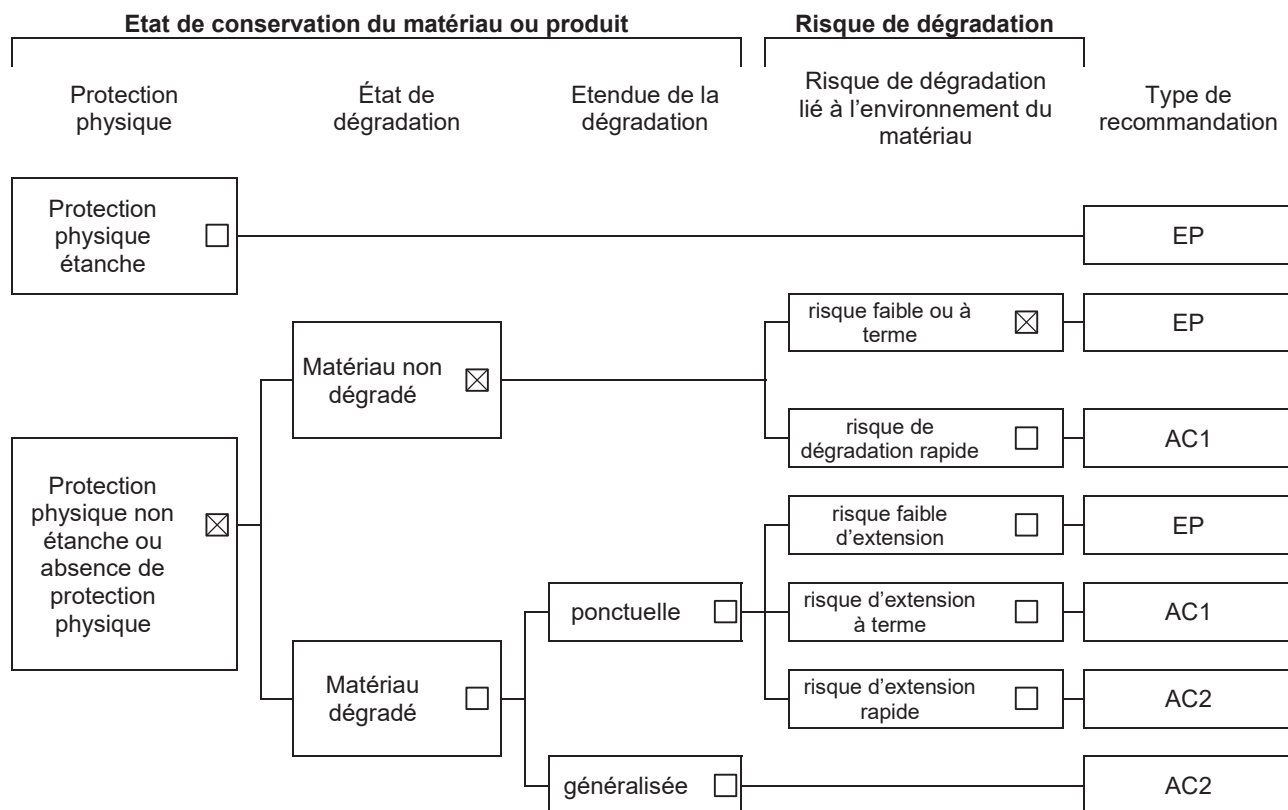 Etat de conservation du matériau ou produit
Risque de dégradation
Protection
physique
État de
dégradation
Etendue de la
dégradation
Risque de dégradation
lié à l'environnement du
matériau
Type de
recommandation
Protection
physique
étanche
EP
risque faible ou à
terme
EP
Matériau non
dégradé
risque de
dégradation rapide
AC1
Protection
physique non
étanche ou
absence de
protection
physique
risque faible
d'extension
EP
ponctuelle
risque d'extension
à terme
AC1
Matériau
dégradé
risque d'extension
rapide
AC2
généralisée
AC2